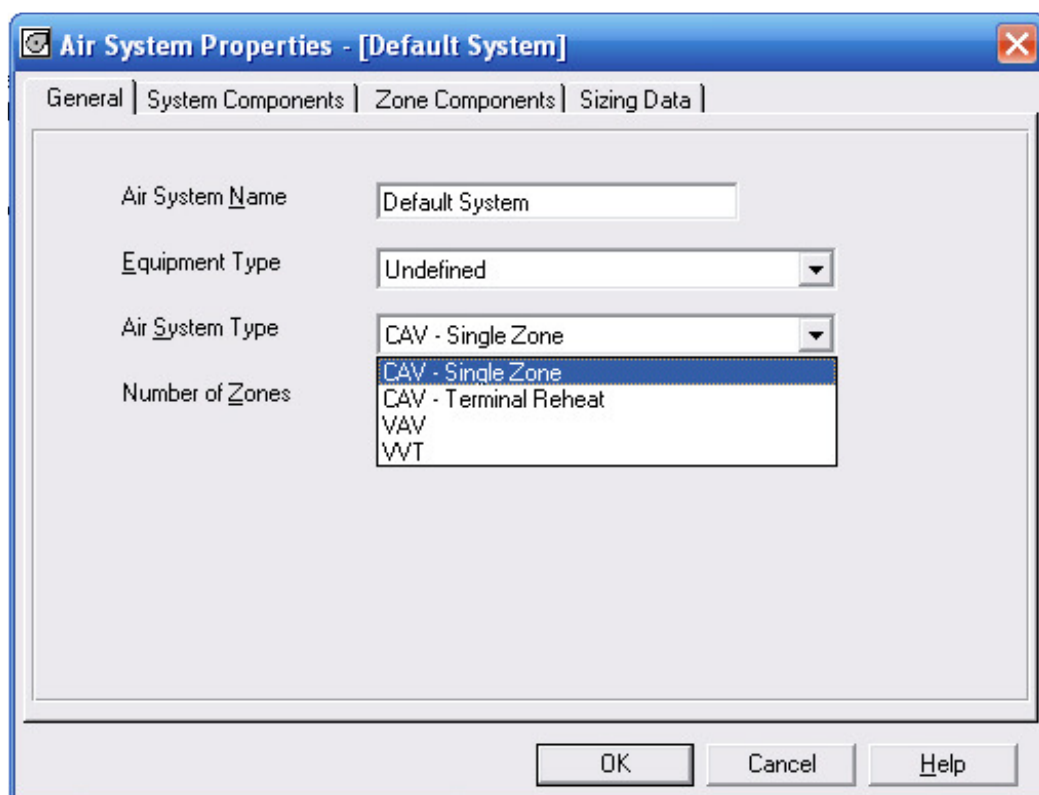 Air System Properties - [Default System]
General System Components Zone Components Sizing Data
Air System Name Default System
Equipment Type Undefined
Air System Type CAV - Single Zone
CAV - Single Zone
Number of Zones CAV - Terminal Reheat
VAV
VVT
OK Cancel Help